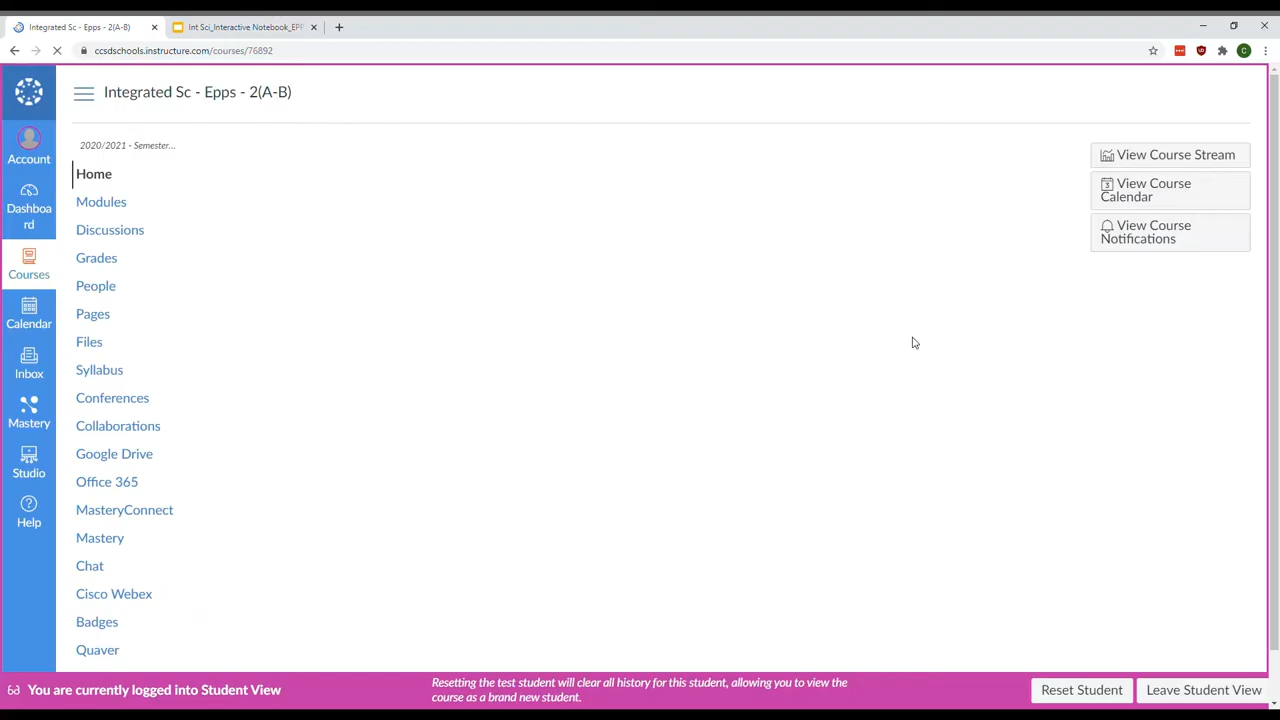 Integrated Sc - Epps - 2(A-B)
Int Sci_Interactive Notebook_EPP
ccsdschools.instructure.com/courses/76892
C
Integrated Sc - Epps - 2(A-B)
Account
Dashboa
rd
Courses
Calendar
Inbox
Mastery
Studio
Help
2020/2021 - Semester...
Home
Modules
Discussions
Grades
People
Pages
Files
Syllabus
Conferences
Collaborations
Google Drive
Office 365
MasteryConnect
Mastery
Chat
Cisco Webex
Badges
Quaver
View Course Stream
View Course
Calendar
View Course
Notifications
You are currently logged into Student View
Resetting the test student will clear all history for this student, allowing you to view the
course as a brand new student.
Reset Student
Leave Student View